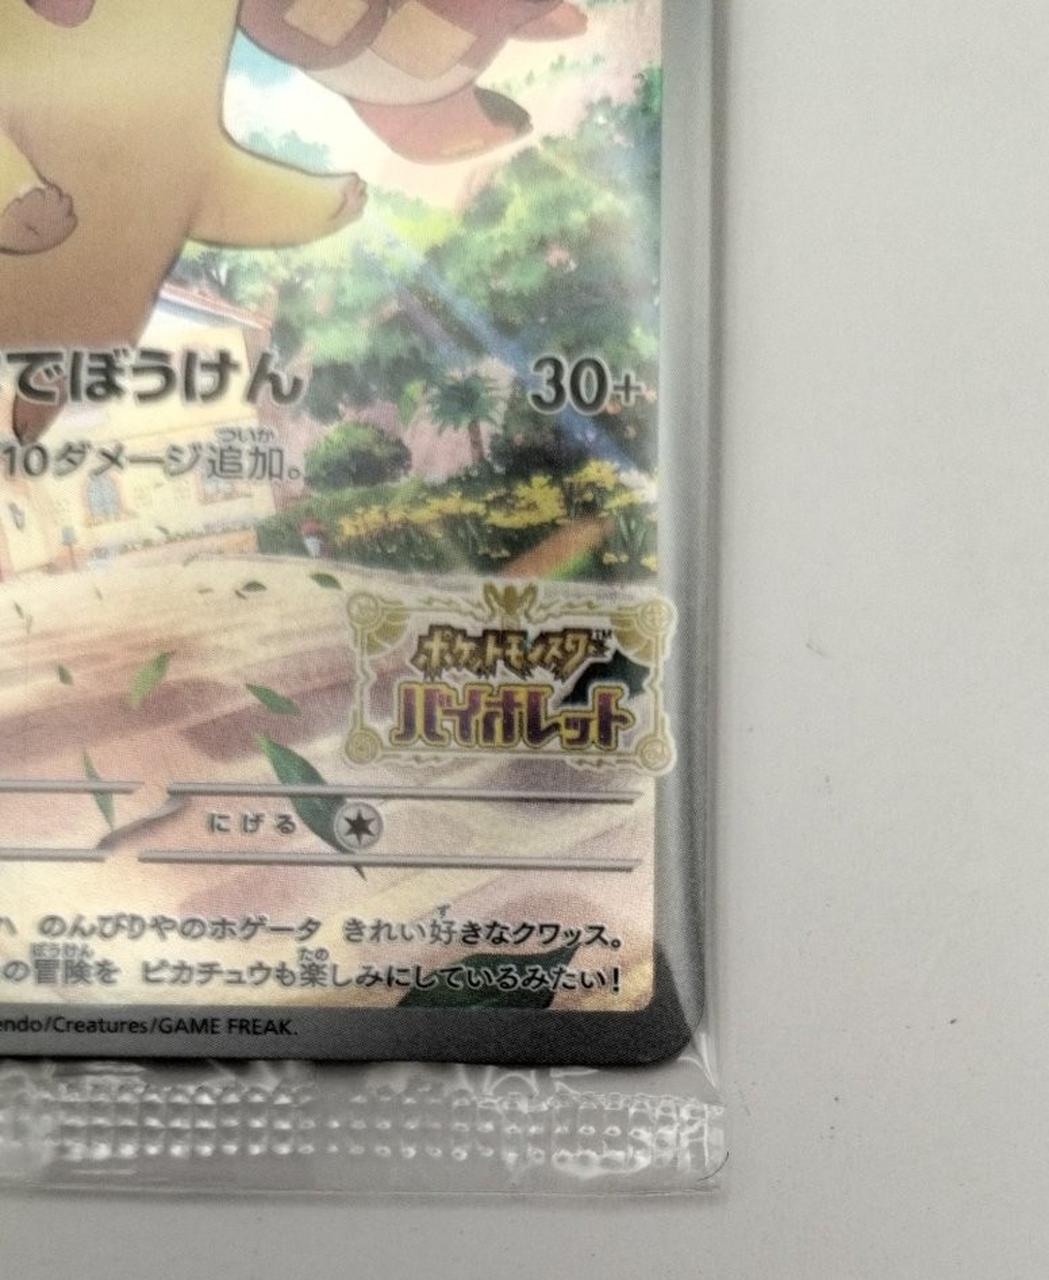 でぼうけん 30+
ついか
10ダメージ追加。
ポケットモンスター™
バイオレット
にげる
ず
のんびりやのホゲータ きれい好きなクワッス。
ぼうけん たの
の冒険を ピカチュウも楽しみにしているみたい!
endo/Creatures/GAME FREAK.